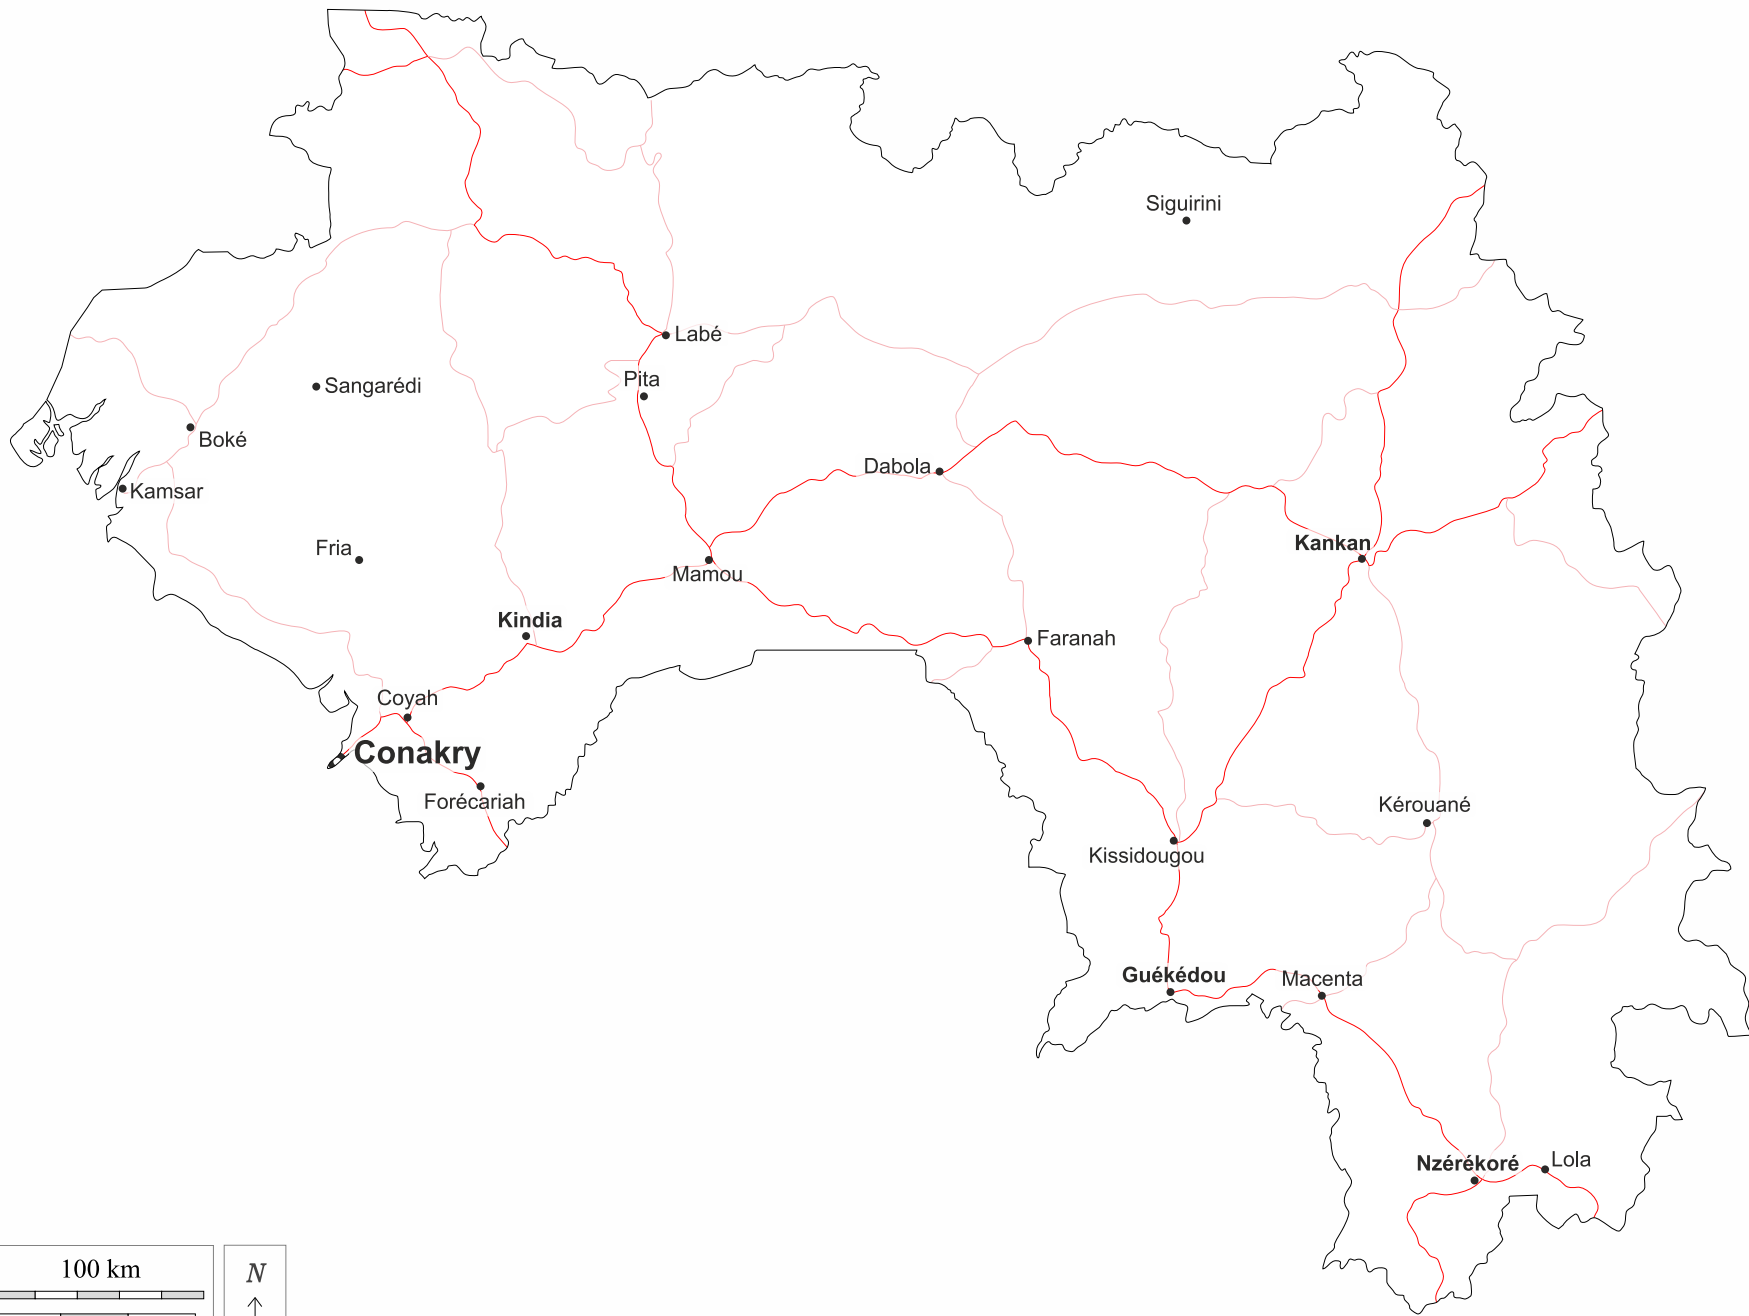 Siguirini
Labé
Pita
Sangarédi
Boké
Dabola
Kamsar
Kankan
Fria
Mamou
Kindia
Faranah
Coyah
Conakry
Forécariah
Kérouané
Kissidougou
Guékédou
Macenta
Nzérékoré
Lola
100 km
N